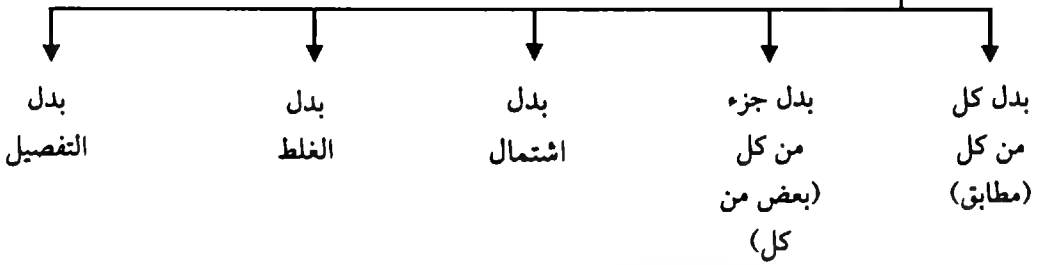 بدل كل
من كل
(مطابق)
بدل جزء
من كل
(بعض من
كل)
بدل
اشتمال
بدل
الغلط
بدل
التفصيل